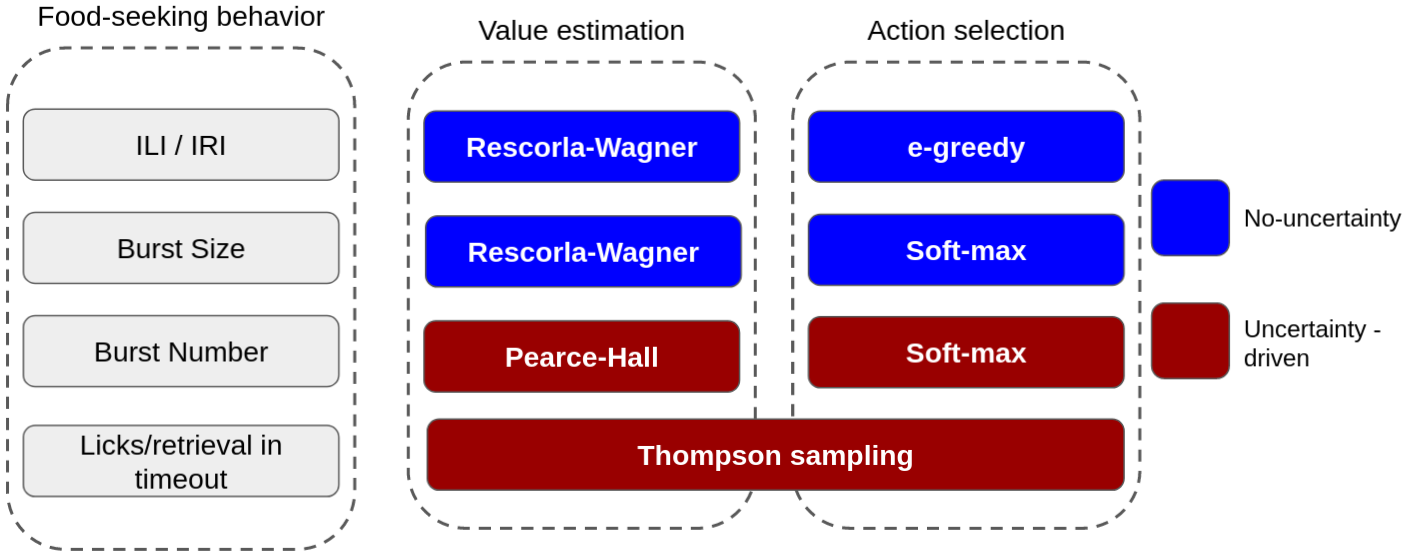 Food-seeking behavior
Value estimation
Action selection
ILI / IRI
Rescorla-Wagner
e-greedy
Burst Size
Rescorla-Wagner
Soft-max
No-uncertainty
Burst Number
Pearce-Hall
Soft-max
Uncertainty -
driven
Licks/retrieval in
timeout
Thompson sampling